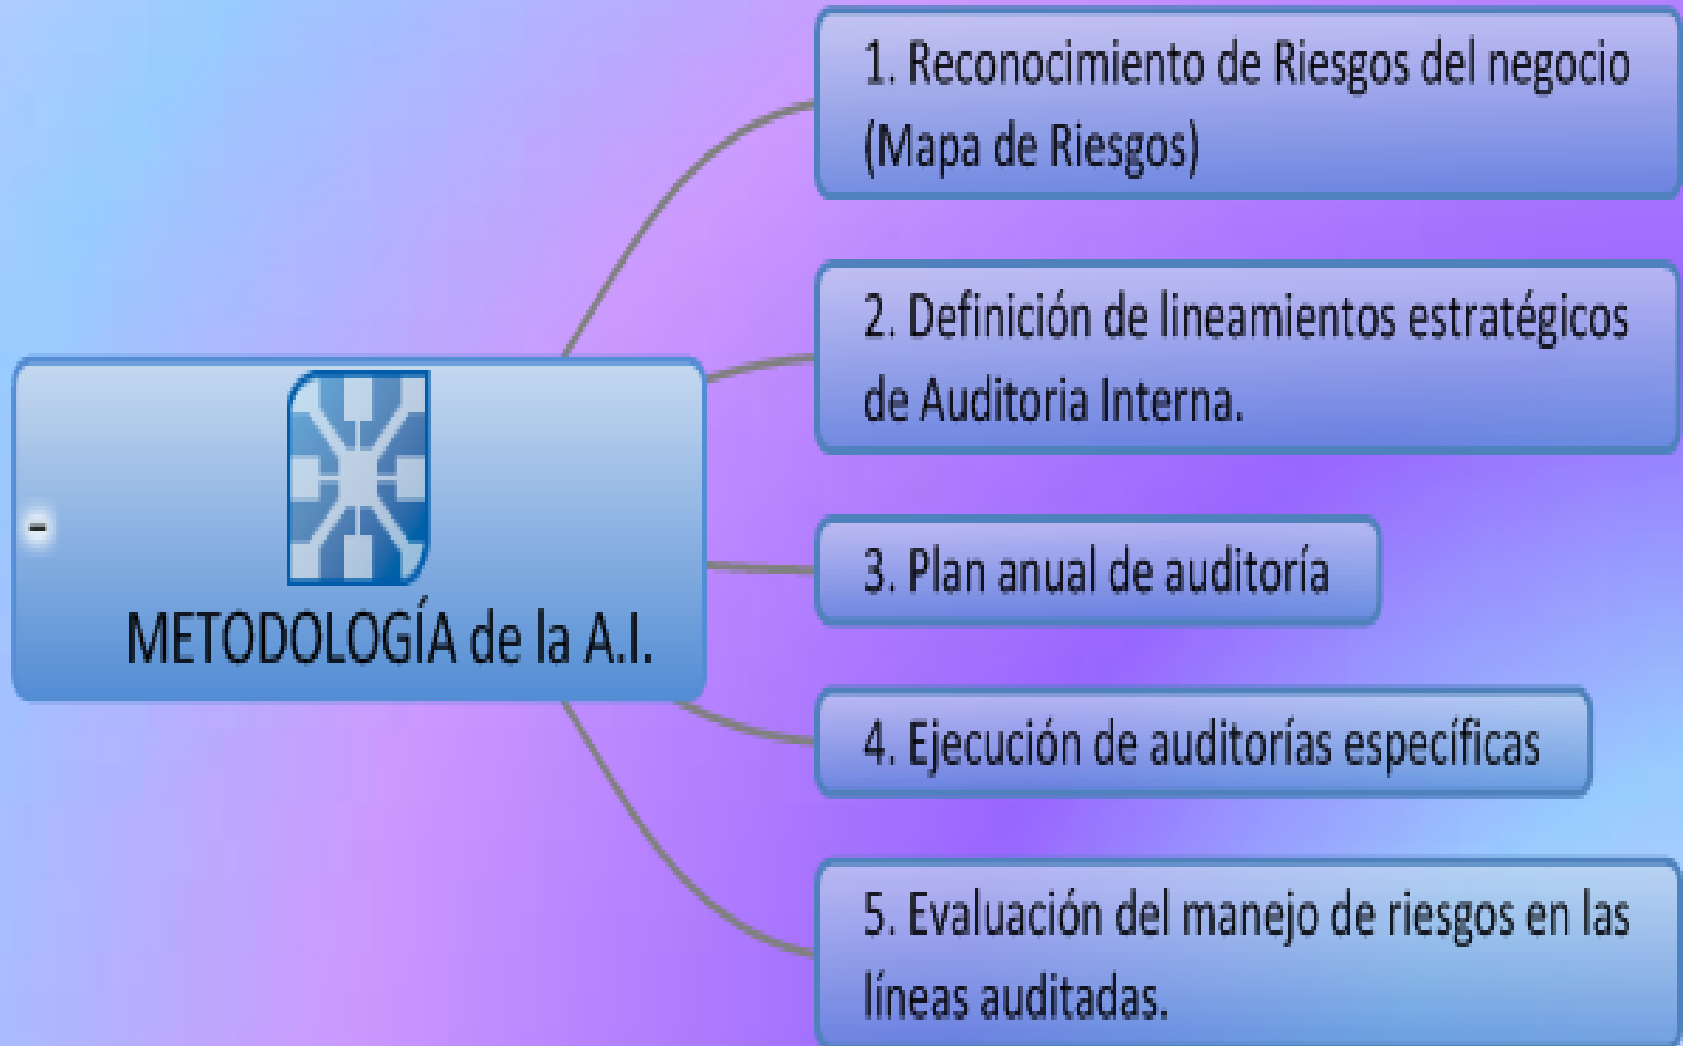 METODOLOGÍA de la A.I.
1. Reconocimiento de Riesgos del negocio
(Mapa de Riesgos)
2. Definición de lineamientos estratégicos
de Auditoria Interna.
3. Plan anual de auditoría
4. Ejecución de auditorías específicas
5. Evaluación del manejo de riesgos en las
líneas auditadas.